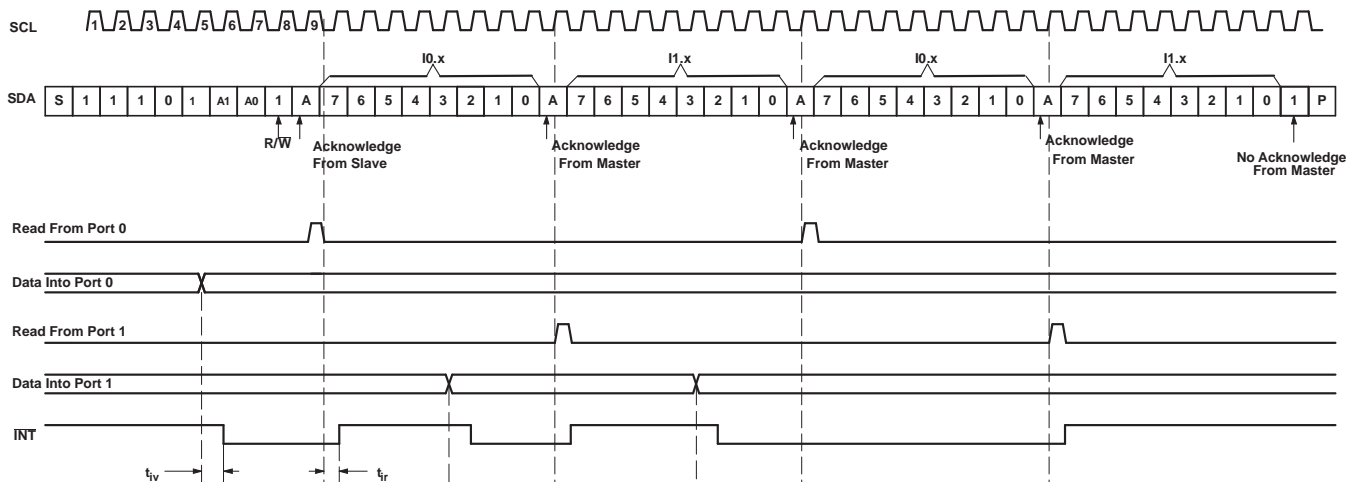 SCL 1 2 3 4 5 6 7 8 9
I0.x I1.x I0.x I1.x
SDA S 1 1 1 0 1 A1 A0 1 A 7 6 5 4 3 2 1 0 A 7 6 5 4 3 2 1 0 A 7 6 5 4 3 2 1 0 A 7 6 5 4 3 2 1 0 1 P
R/W̅
Acknowledge
From Slave
Acknowledge
From Master
Acknowledge
From Master
Acknowledge
From Master
No Acknowledge
From Master
Read From Port 0
Data Into Port 0
Read From Port 1
Data Into Port 1
I̅N̅T̅
tiv tir